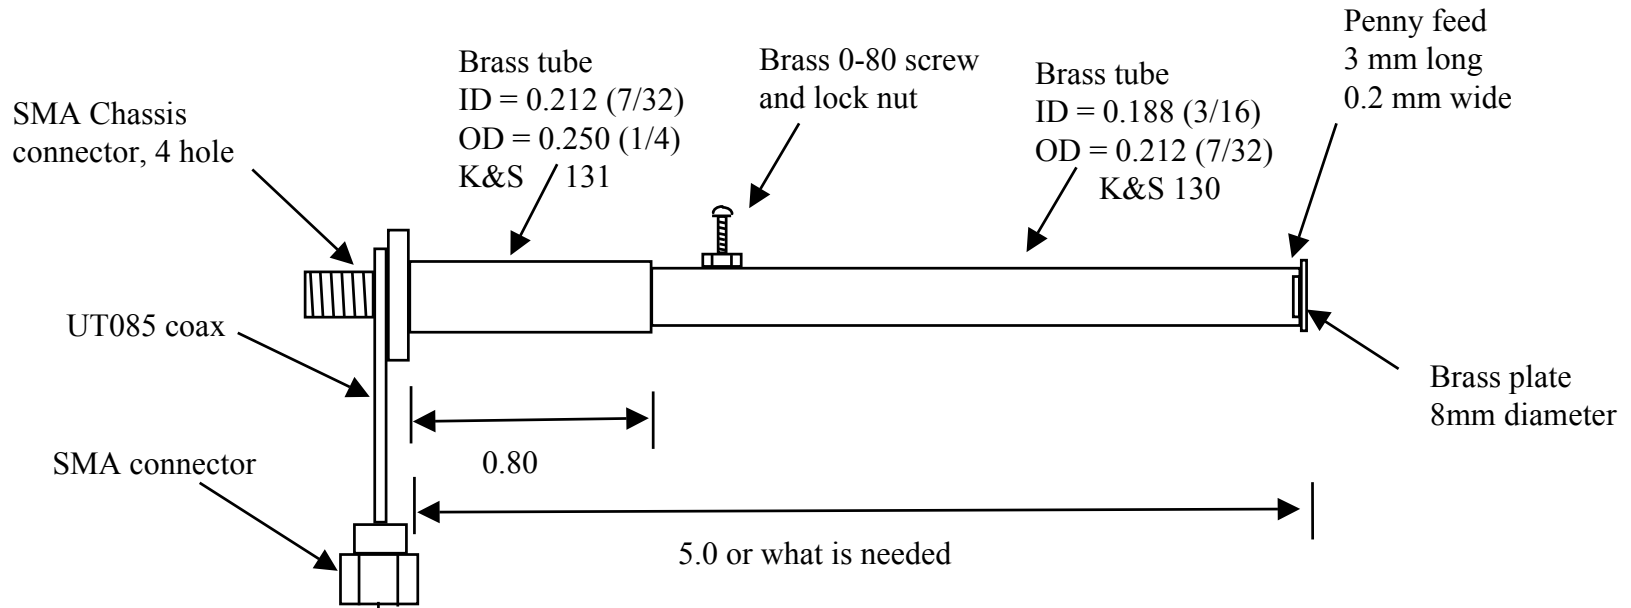 Penny feed
3 mm long
0.2 mm wide
Brass tube
ID = 0.212 (7/32)
OD = 0.250 (1/4)
K&S 131
Brass 0-80 screw
and lock nut
Brass tube
ID = 0.188 (3/16)
OD = 0.212 (7/32)
K&S 130
SMA Chassis
connector, 4 hole
UT085 coax
Brass plate
8mm diameter
SMA connector
0.80
5.0 or what is needed